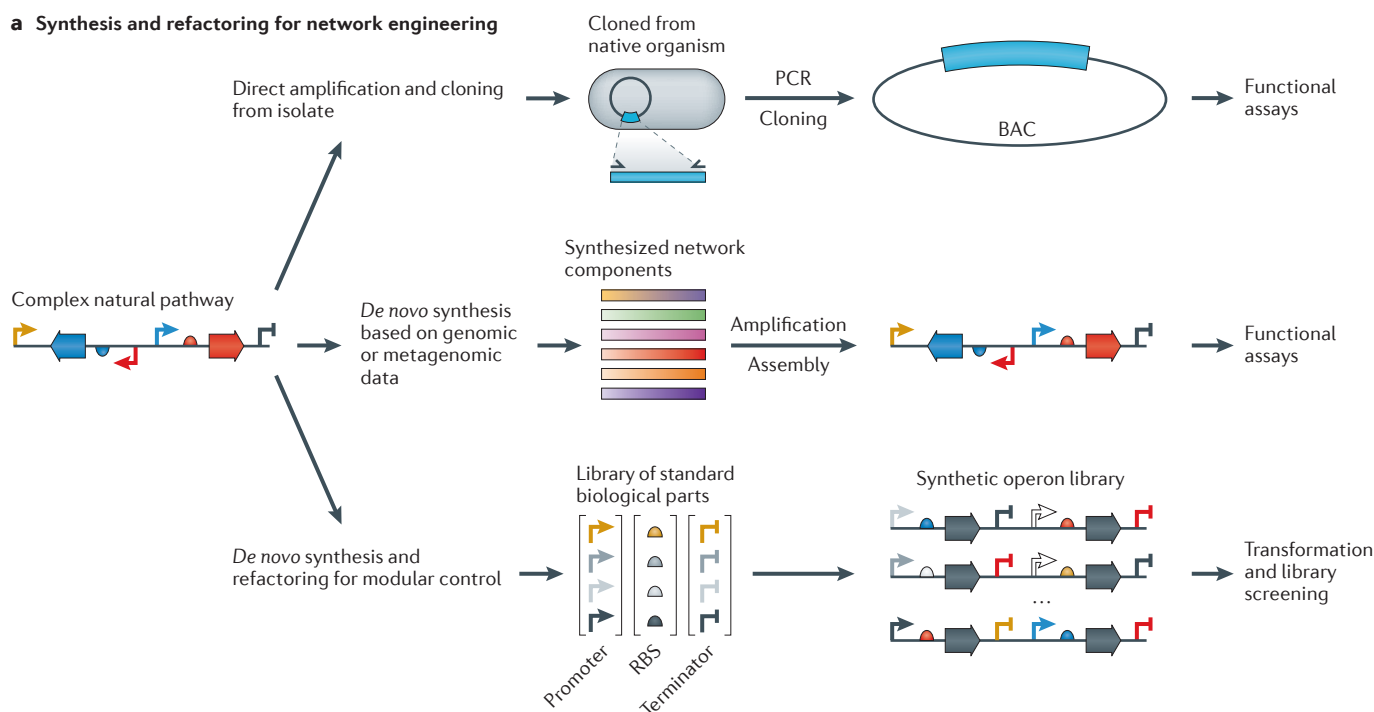 a Synthesis and refactoring for network engineering
Cloned from
native organism
Direct amplification and cloning
from isolate
PCR
Cloning
BAC
Functional
assays
Complex natural pathway
De novo synthesis
based on genomic
or metagenomic
data
Synthesized network
components
Amplification
Assembly
Functional
assays
De novo synthesis and
refactoring for modular control
Library of standard
biological parts
Promoter
RBS
Terminator
Synthetic operon library
...
Transformation
and library
screening